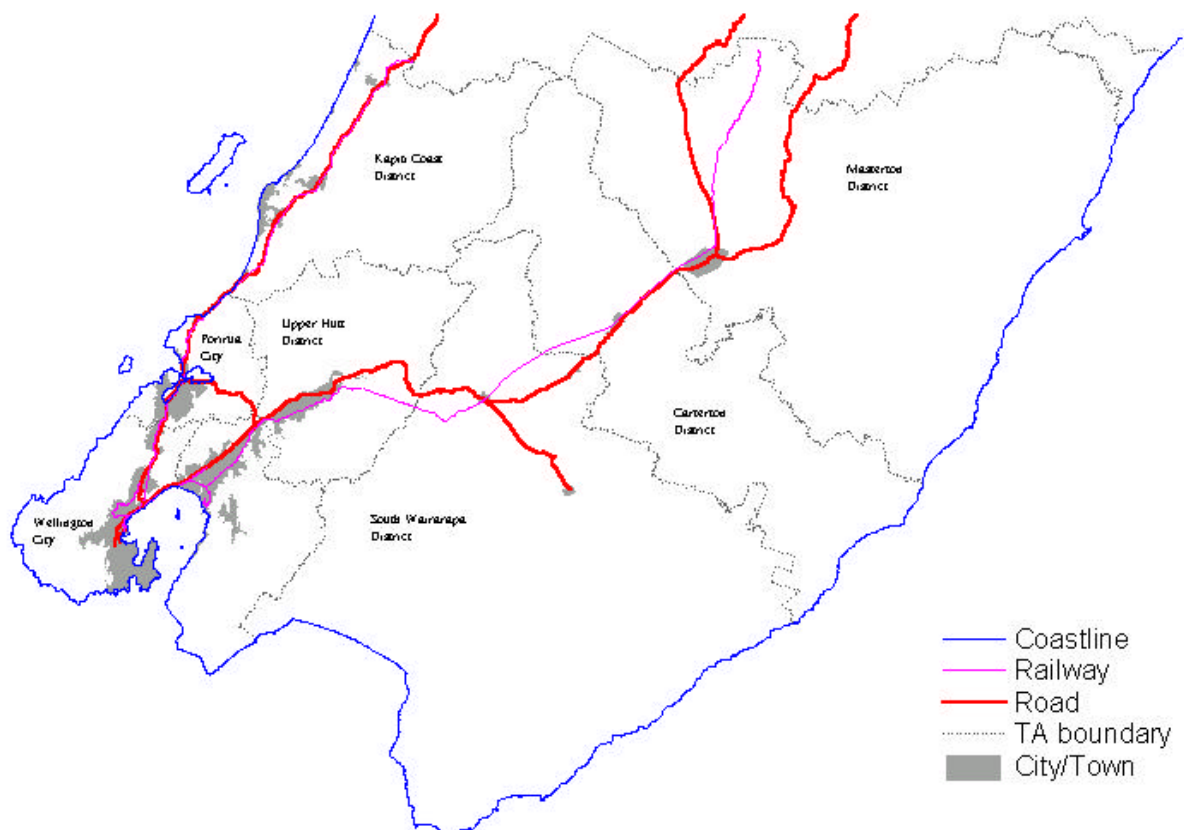 Kapiti Coast
District
Masterton
District
Upper Hutt
District
Porirua
City
Carterton
District
Wellington
City
South Wairarapa
District
Coastline
Railway
Road
TA boundary
City/Town